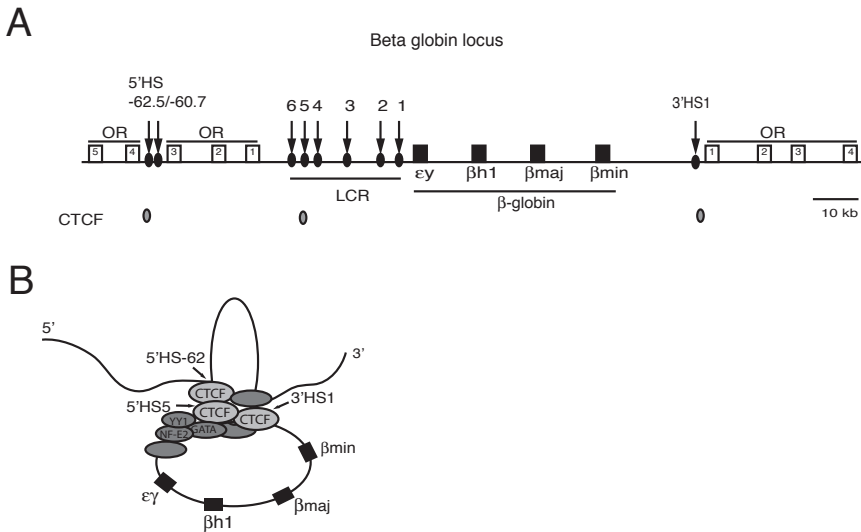 A
Beta globin locus
5'HS
-62.5/-60.7
6 5 4 3 2 1
3'HS1
OR OR OR
5 4 3 2 1 1 2 3 4
εy βh1 βmaj βmin
LCR
β-globin
10 kb
CTCF
B
5'
3'
5'HS-62
CTCF
5'HS5
3'HS1
CTCF
CTCF
YY1
NF-E2
GATA
βmin
εγ
βmaj
βh1